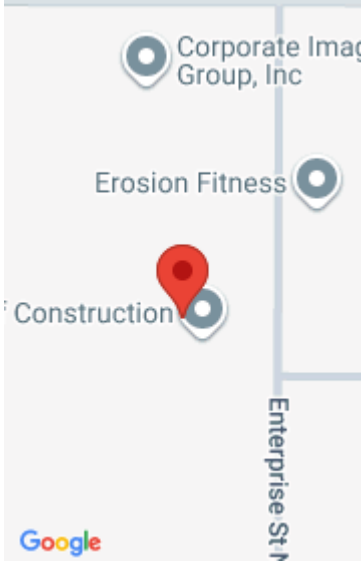 Corporate Imag
Group, Inc
Erosion Fitness
Construction
Enterprise St N
Google